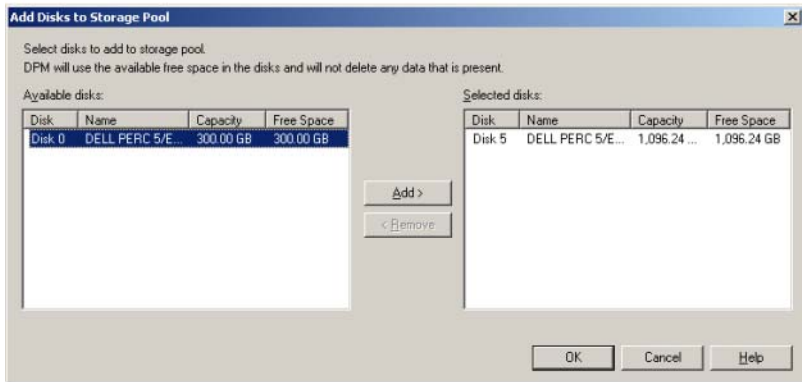 Add Disks to Storage Pool
Select disks to add to storage pool.
DPM will use the available free space in the disks and will not delete any data that is present.
Available disks:
Selected disks:
Disk Name Capacity Free Space
Disk 0 DELL PERC 5/E... 300.00 GB 300.00 GB
Disk Name Capacity Free Space
Disk 5 DELL PERC 5/E... 1,096.24 ... 1,096.24 GB
Add >
< Remove
OK Cancel Help